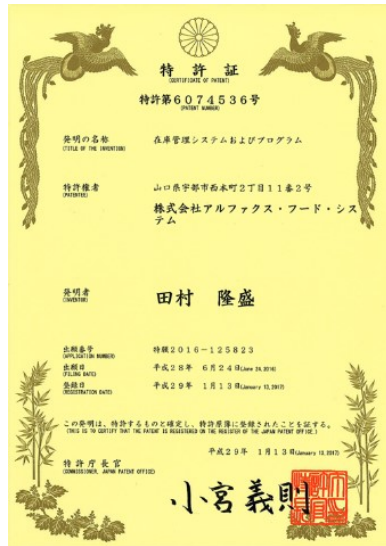 特許証
(CERTIFICATE OF PATENT)
特許第6074536号
(PATENT NUMBER)
発明の名称
(TITLE OF THE INVENTION)
在庫管理システムおよびプログラム
特許権者
(PATENTEE)
山口県宇部市西本町2丁目11番2号
株式会社アルファクス・フード・シス
テム
発明者
(INVENTOR)
田村 隆盛
出願番号
(APPLICATION NUMBER)
特願2016-125823
出願日
(FILING DATE)
平成28年 6月24日(June 24,2016)
登録日
(REGISTRATION DATE)
平成29年 1月13日(January 13,2017)
この発明は、特許するものと確定し、特許原簿に登録されたことを証する。
(THIS IS TO CERTIFY THAT THE PATENT IS REGISTERED ON THE REGISTER OF THE JAPAN PATENT OFFICE.)
平成29年 1月13日(January 13,2017)
特許庁長官
(COMMISSIONER, JAPAN PATENT OFFICE)
小宮義則